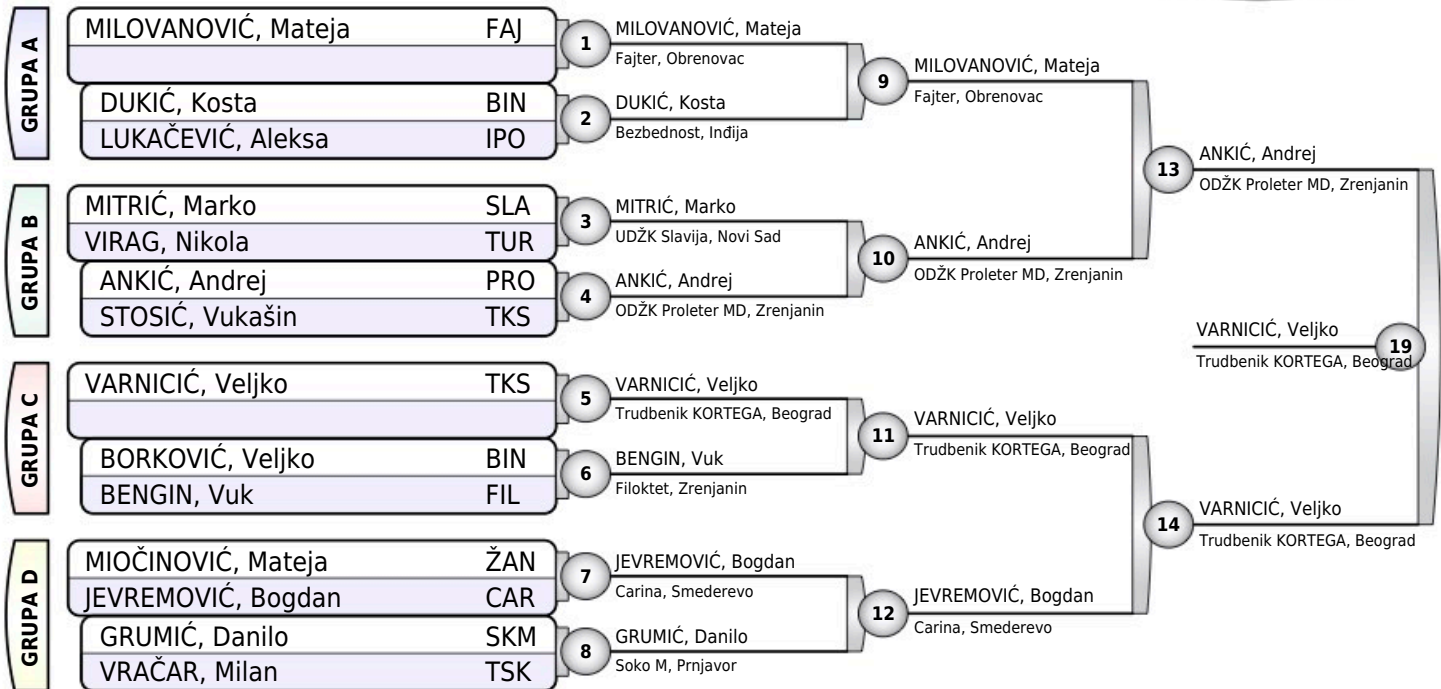 GRUPA A
MILOVANOVIĆ, Mateja FAJ
DUKIĆ, Kosta BIN
LUKAČEVIĆ, Aleksa IPO
GRUPA B
MITRIĆ, Marko SLA
VIRAG, Nikola TUR
ANKIĆ, Andrej PRO
STOSIĆ, Vukašin TKS
GRUPA C
VARNICIĆ, Veljko TKS
BORKOVIĆ, Veljko BIN
BENGIN, Vuk FIL
GRUPA D
MIOČINOVIĆ, Mateja ŽAN
JEVREMOVIĆ, Bogdan CAR
GRUMIĆ, Danilo SKM
VRAČAR, Milan TSK
1
MILOVANOVIĆ, Mateja
Fajter, Obrenovac
2
DUKIĆ, Kosta
Bezbednost, Inđija
3
MITRIĆ, Marko
UDŽK Slavija, Novi Sad
4
ANKIĆ, Andrej
ODŽK Proleter MD, Zrenjanin
5
VARNICIĆ, Veljko
Trudbenik KORTEGA, Beograd
6
BENGIN, Vuk
Filoktet, Zrenjanin
7
JEVREMOVIĆ, Bogdan
Carina, Smederevo
8
GRUMIĆ, Danilo
Soko M, Prnjavor
9
MILOVANOVIĆ, Mateja
Fajter, Obrenovac
10
ANKIĆ, Andrej
ODŽK Proleter MD, Zrenjanin
11
VARNICIĆ, Veljko
Trudbenik KORTEGA, Beograd
12
JEVREMOVIĆ, Bogdan
Carina, Smederevo
13
ANKIĆ, Andrej
ODŽK Proleter MD, Zrenjanin
14
VARNICIĆ, Veljko
Trudbenik KORTEGA, Beograd
VARNICIĆ, Veljko
19
Trudbenik KORTEGA, Beograd